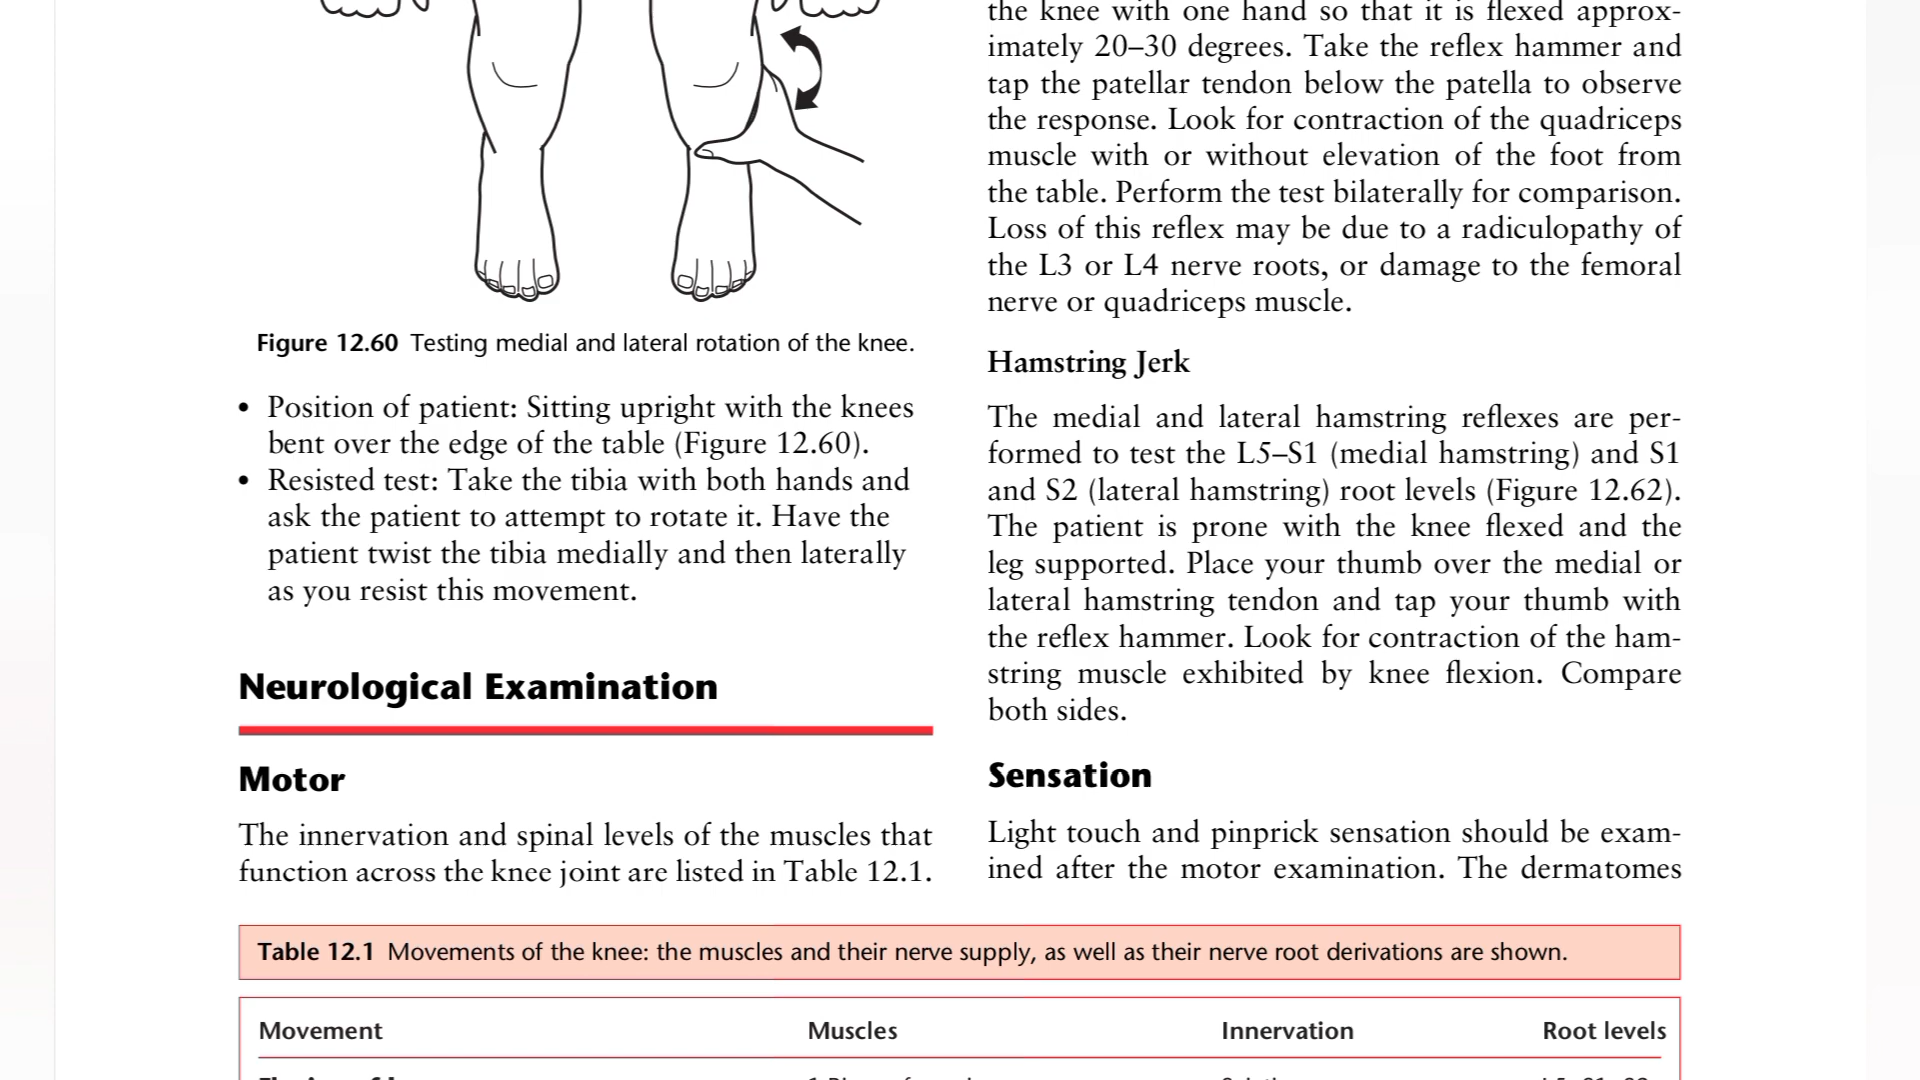 Figure 12.60 Testing medial and lateral rotation of the knee.
• Position of patient: Sitting upright with the knees
bent over the edge of the table (Figure 12.60).
• Resisted test: Take the tibia with both hands and
ask the patient to attempt to rotate it. Have the
patient twist the tibia medially and then laterally
as you resist this movement.
Neurological Examination
Motor
The innervation and spinal levels of the muscles that
function across the knee joint are listed in Table 12.1.
the knee with one hand so that it is flexed approx-
imately 20–30 degrees. Take the reflex hammer and
tap the patellar tendon below the patella to observe
the response. Look for contraction of the quadriceps
muscle with or without elevation of the foot from
the table. Perform the test bilaterally for comparison.
Loss of this reflex may be due to a radiculopathy of
the L3 or L4 nerve roots, or damage to the femoral
nerve or quadriceps muscle.
Hamstring Jerk
The medial and lateral hamstring reflexes are per-
formed to test the L5–S1 (medial hamstring) and S1
and S2 (lateral hamstring) root levels (Figure 12.62).
The patient is prone with the knee flexed and the
leg supported. Place your thumb over the medial or
lateral hamstring tendon and tap your thumb with
the reflex hammer. Look for contraction of the ham-
string muscle exhibited by knee flexion. Compare
both sides.
Sensation
Light touch and pinprick sensation should be exam-
ined after the motor examination. The dermatomes
Table 12.1 Movements of the knee: the muscles and their nerve supply, as well as their nerve root derivations are shown.
Movement Muscles Innervation Root levels